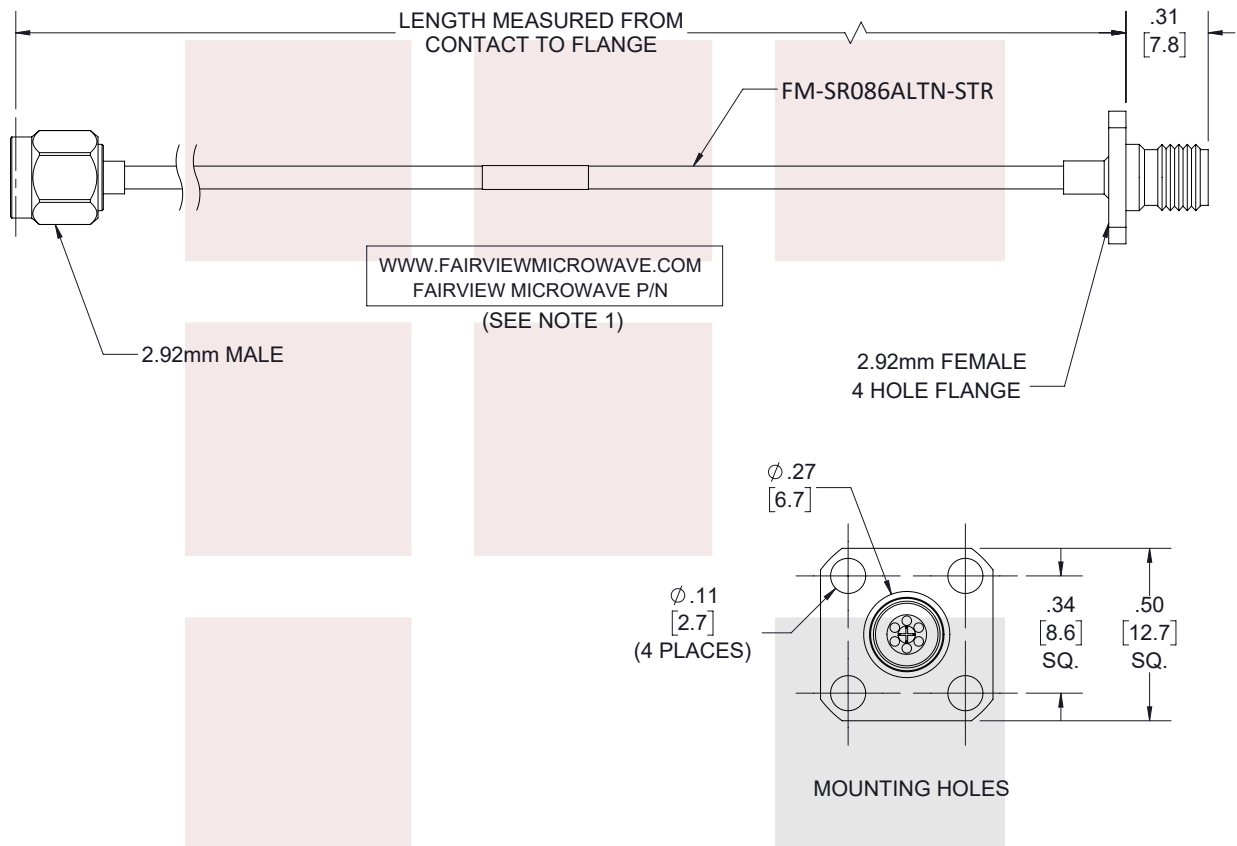 LENGTH MEASURED FROM
CONTACT TO FLANGE
.31
[7.8]
FM-SR086ALTN-STR
WWW.FAIRVIEWMICROWAVE.COM
FAIRVIEW MICROWAVE P/N
(SEE NOTE 1)
2.92mm MALE
2.92mm FEMALE
4 HOLE FLANGE
∅.27
[6.7]
∅.11
[2.7]
(4 PLACES)
.34
[8.6]
SQ.
.50
[12.7]
SQ.
MOUNTING HOLES